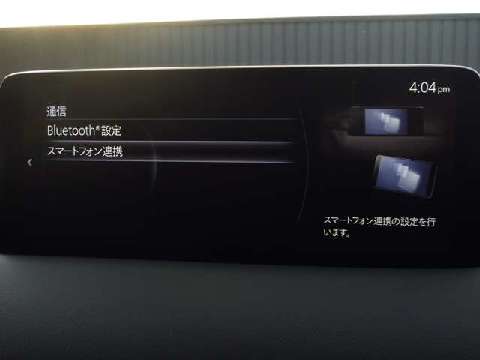 4:04pm
通信
Bluetooth®設定
スマートフォン連携
スマートフォン連携の設定を行
います。